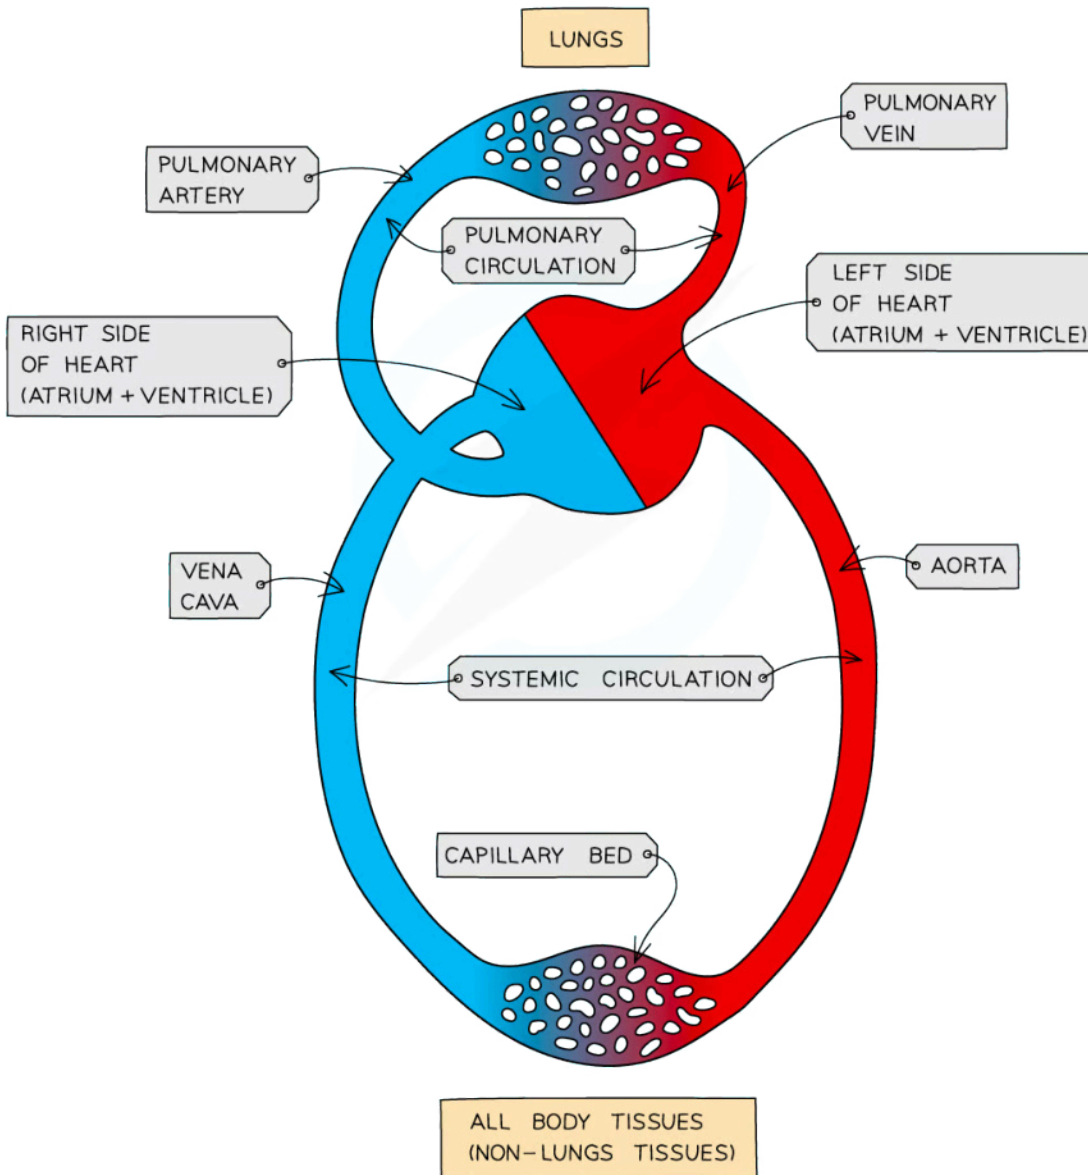 LUNGS
PULMONARY
VEIN
PULMONARY
ARTERY
PULMONARY
CIRCULATION
LEFT SIDE
OF HEART
(ATRIUM + VENTRICLE)
RIGHT SIDE
OF HEART
(ATRIUM + VENTRICLE)
VENA
CAVA
AORTA
SYSTEMIC CIRCULATION
CAPILLARY BED
ALL BODY TISSUES
(NON-LUNGS TISSUES)